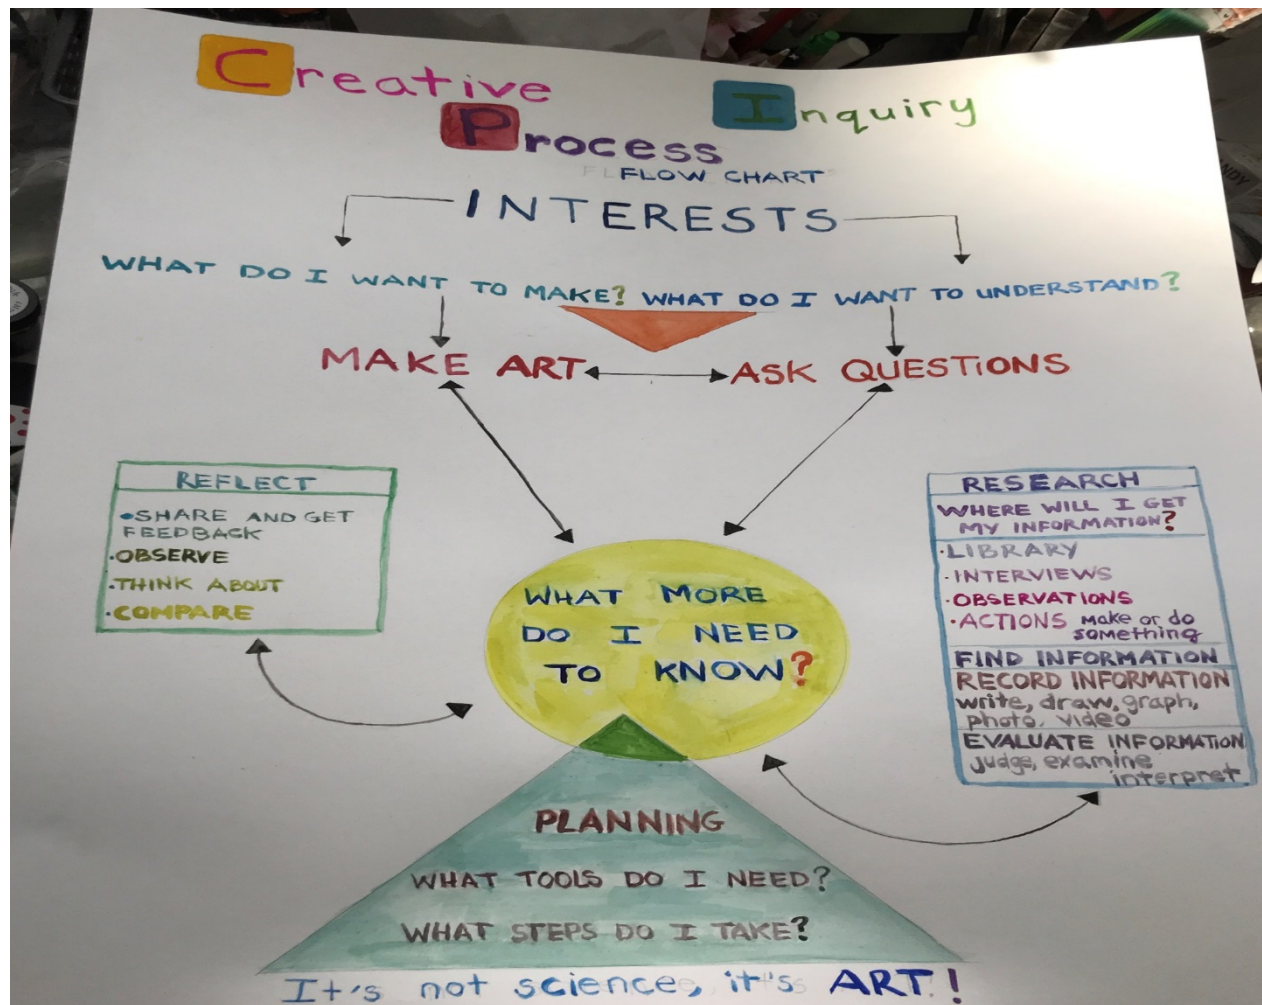 Creative
Inquiry
Process
FLOW CHART
INTERESTS
WHAT DO I WANT TO MAKE? WHAT DO I WANT TO UNDERSTAND?
MAKE ART
ASK QUESTIONS
REFLECT
•SHARE AND GET
FEEDBACK
•OBSERVE
•THINK ABOUT
•COMPARE
RESEARCH
WHERE WILL I GET
MY INFORMATION?
•LIBRARY
•INTERVIEWS
•OBSERVATIONS
•ACTIONS make or do
something
FIND INFORMATION
RECORD INFORMATION
write, draw, graph,
photo, video
EVALUATE INFORMATION
judge, examine
interpret.
WHAT MORE
DO I NEED
TO KNOW?
PLANNING
WHAT TOOLS DO I NEED?
WHAT STEPS DO I TAKE?
It's not science, it's ART!